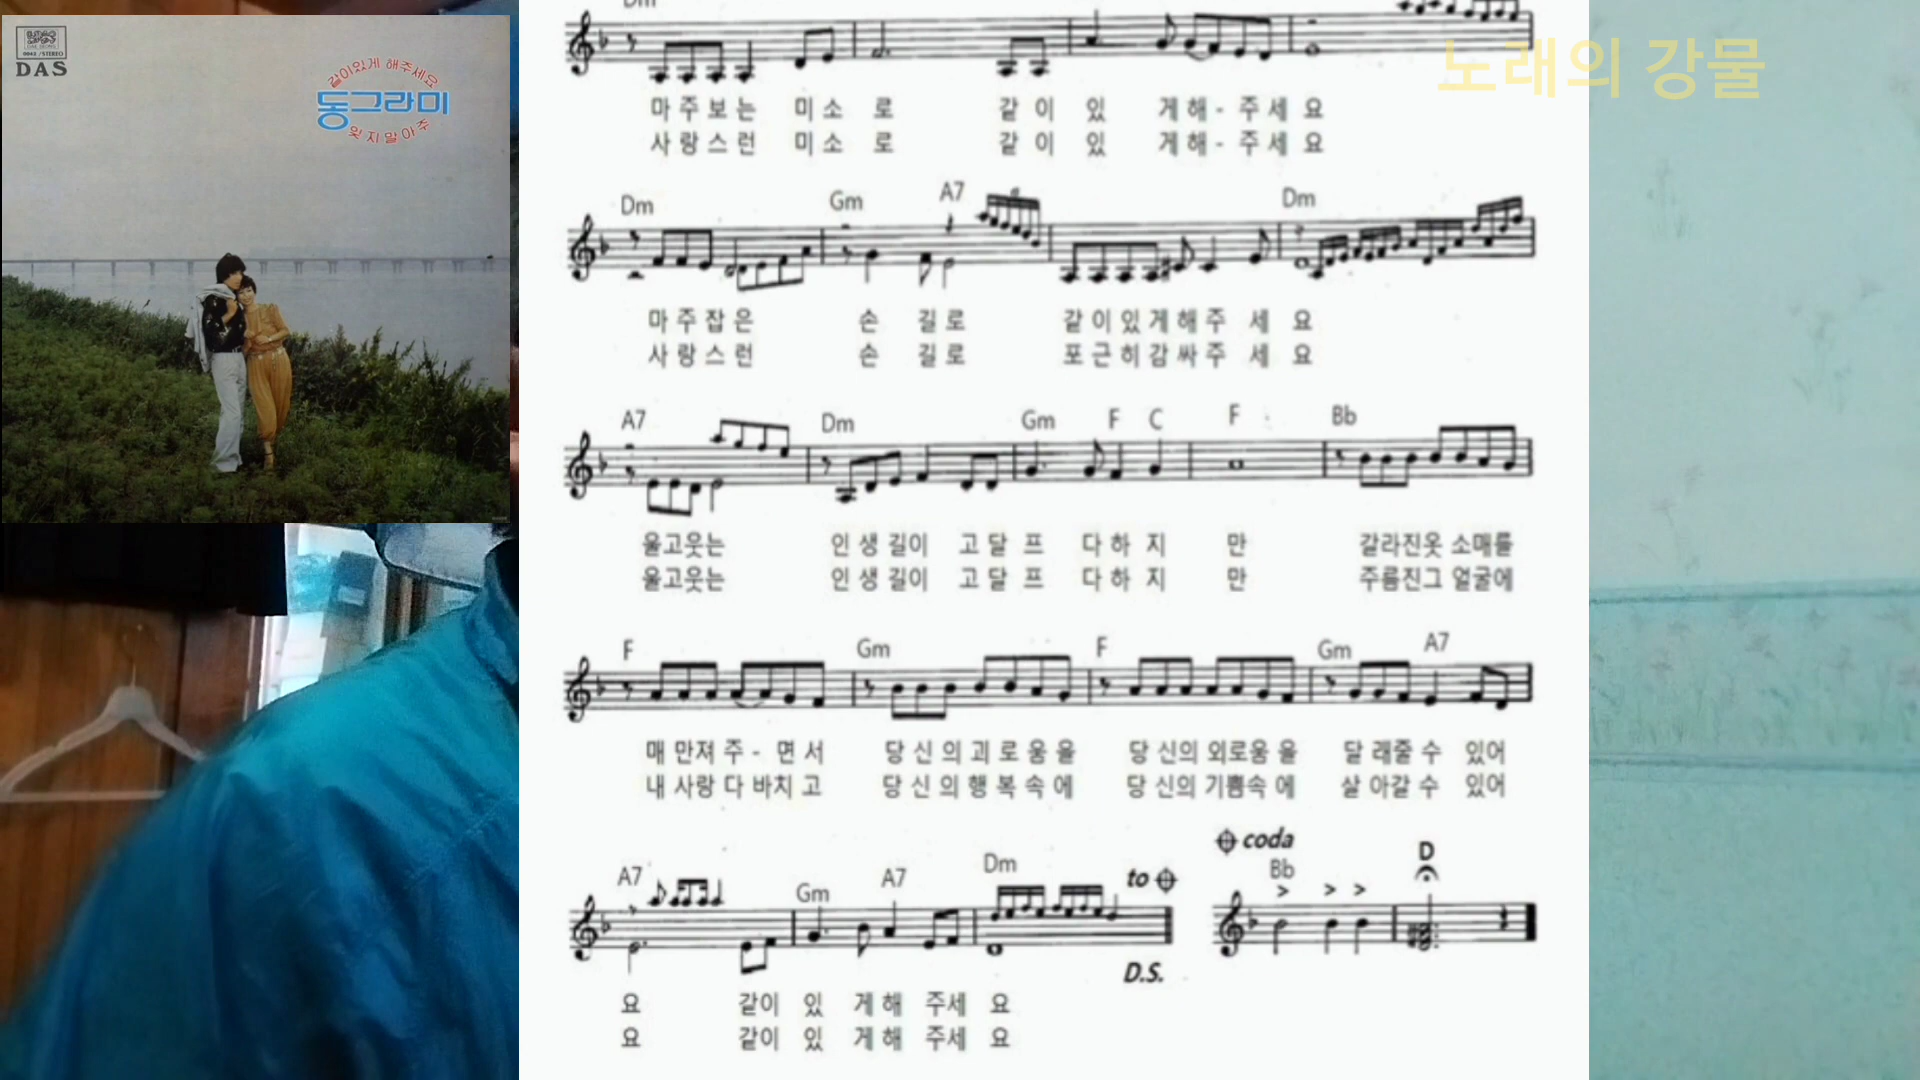 DAE YEONG
0042/STEREO
DAS
같이있게 해주세요
동그라미
잊지말아주
노래의 강물
Dm
마주보는 미소로 같이있게해-주세요
사랑스런 미소로 같이있게해-주세요
Dm Gm A7 Dm
마주잡은 손길로 같이있게해주세요
사랑스런 손길로 포근히감싸주세요
A7 Dm Gm F C F Bb
울고웃는 인생길이 고달프다하지만 갈라진옷 소매를
울고웃는 인생길이 고달프다하지만 주름진그 얼굴에
F Gm F Gm A7
매만져주-면서 당신의괴로움을 당신의외로움을 달래줄수 있어
내사랑다바치고 당신의행복속에 당신의기쁨속에 살아갈수 있어
A7 Gm A7 Dm to coda Bb D
D.S.
요 같이있게해주세요
요 같이있게해주세요